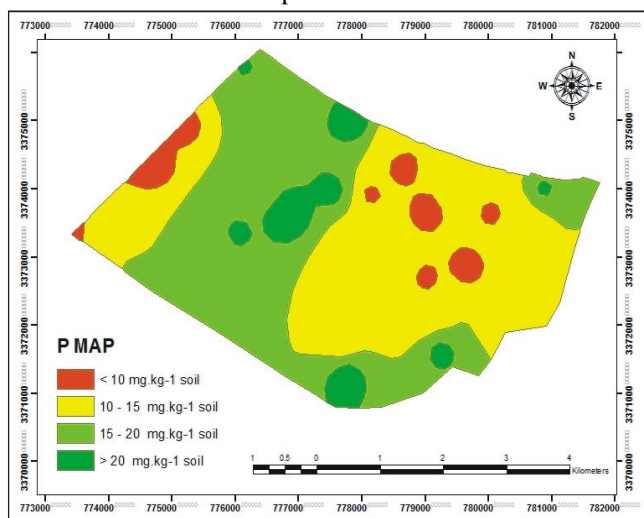 773000 774000 775000 776000 777000 778000 779000 780000 781000 782000
N
W E
S
3375000 3375000
3374000 3374000
3373000 3373000
3372000 3372000
3371000 3371000
3370000 3370000
P MAP
< 10 mg.kg-1 soil
10 - 15 mg.kg-1 soil
15 - 20 mg.kg-1 soil
> 20 mg.kg-1 soil
1 0.5 0 1 2 3 4
Kilometers
773000 774000 775000 776000 777000 778000 779000 780000 781000 782000